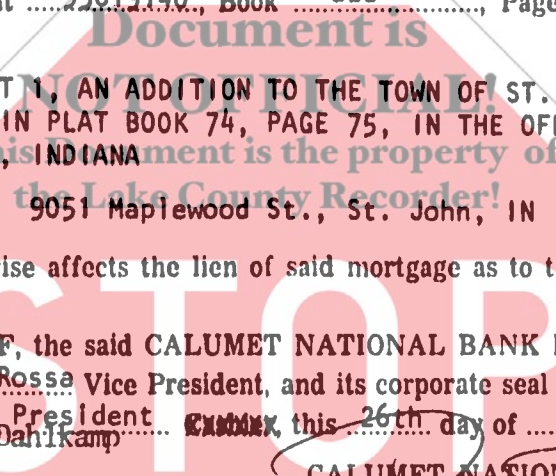 Book, Page
Document is
NOT OFFICIAL!
T 1, AN ADDITION TO THE TOWN OF ST.
IN PLAT BOOK 74, PAGE 75, IN THE OFF
This Document is the property of
, INDIANA
the Lake County Recorder!
9051 Maplewood St., St. John, IN
ise affects the lien of said mortgage as to t
STOP
F, the said CALUMET NATIONAL BANK
Rossa Vice President, and its corporate seal
President, this 26th day of
Dahlkamp
CALUMET NATIO